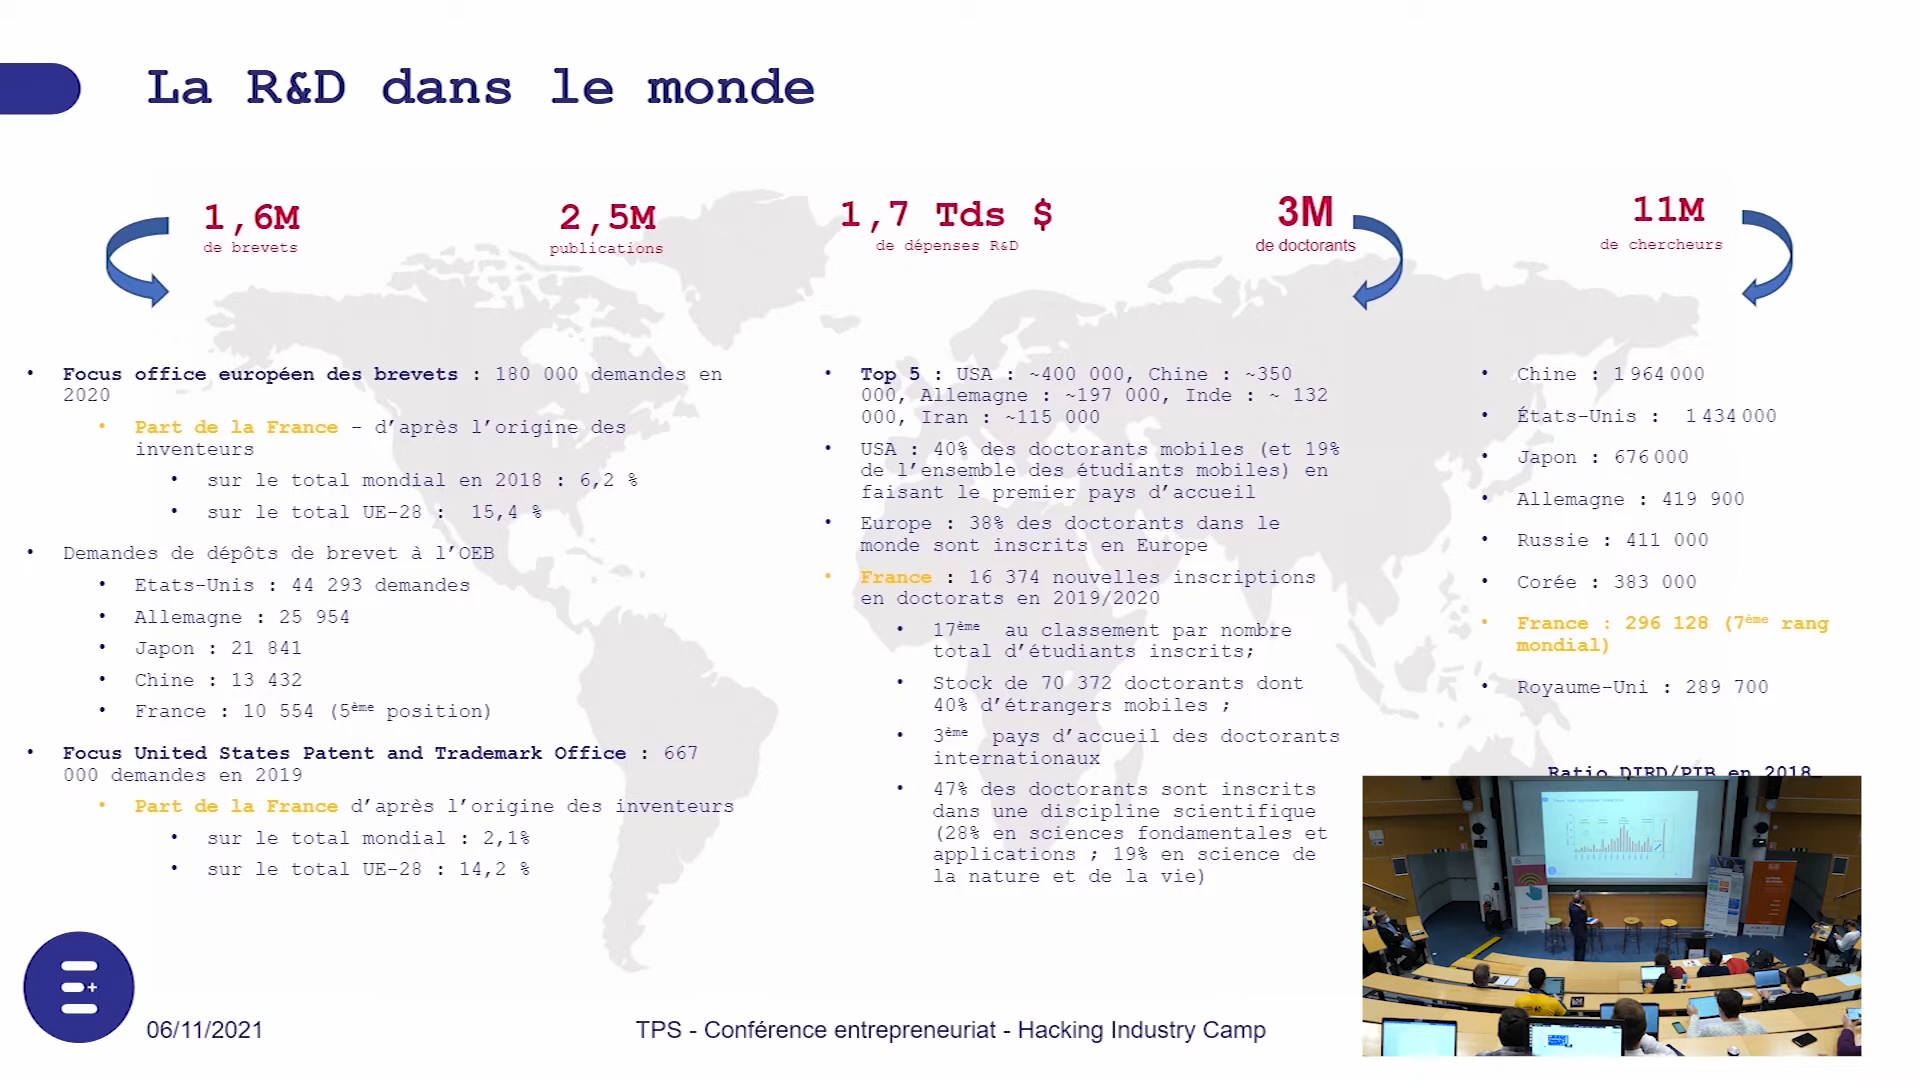 La R&D dans le monde
1,6M
de brevets
2,5M
publications
1,7 Tds $
de dépenses R&D
3M
de doctorants
11M
de chercheurs
• Focus office européen des brevets : 180 000 demandes en
2020
• Part de la France - d’après l’origine des
inventeurs
• sur le total mondial en 2018 : 6,2 %
• sur le total UE-28 :  15,4 %
• Demandes de dépôts de brevet à l’OEB
• Etats-Unis : 44 293 demandes
• Allemagne : 25 954
• Japon : 21 841
• Chine : 13 432
• France : 10 554 (5ème position)
• Focus United States Patent and Trademark Office : 667
000 demandes en 2019
• Part de la France d’après l’origine des inventeurs
• sur le total mondial : 2,1%
• sur le total UE-28 : 14,2 %
• Top 5 : USA : ~400 000, Chine : ~350
000, Allemagne : ~197 000, Inde : ~ 132
000, Iran : ~115 000
• USA : 40% des doctorants mobiles (et 19%
de l’ensemble des étudiants mobiles) en
faisant le premier pays d’accueil
• Europe : 38% des doctorants dans le
monde sont inscrits en Europe
• France : 16 374 nouvelles inscriptions
en doctorats en 2019/2020
• 17ème  au classement par nombre
total d’étudiants inscrits;
• Stock de 70 372 doctorants dont
40% d’étrangers mobiles ;
• 3ème  pays d’accueil des doctorants
internationaux
• 47% des doctorants sont inscrits
dans une discipline scientifique
(28% en sciences fondamentales et
applications ; 19% en science de
la nature et de la vie)
• Chine : 1 964 000
• États-Unis :  1 434 000
• Japon : 676 000
• Allemagne : 419 900
• Russie : 411 000
• Corée : 383 000
• France : 296 128 (7ème rang
mondial)
• Royaume-Uni : 289 700
Ratio DIRD/PIB en 2018
06/11/2021
TPS - Conférence entrepreneuriat - Hacking Industry Camp